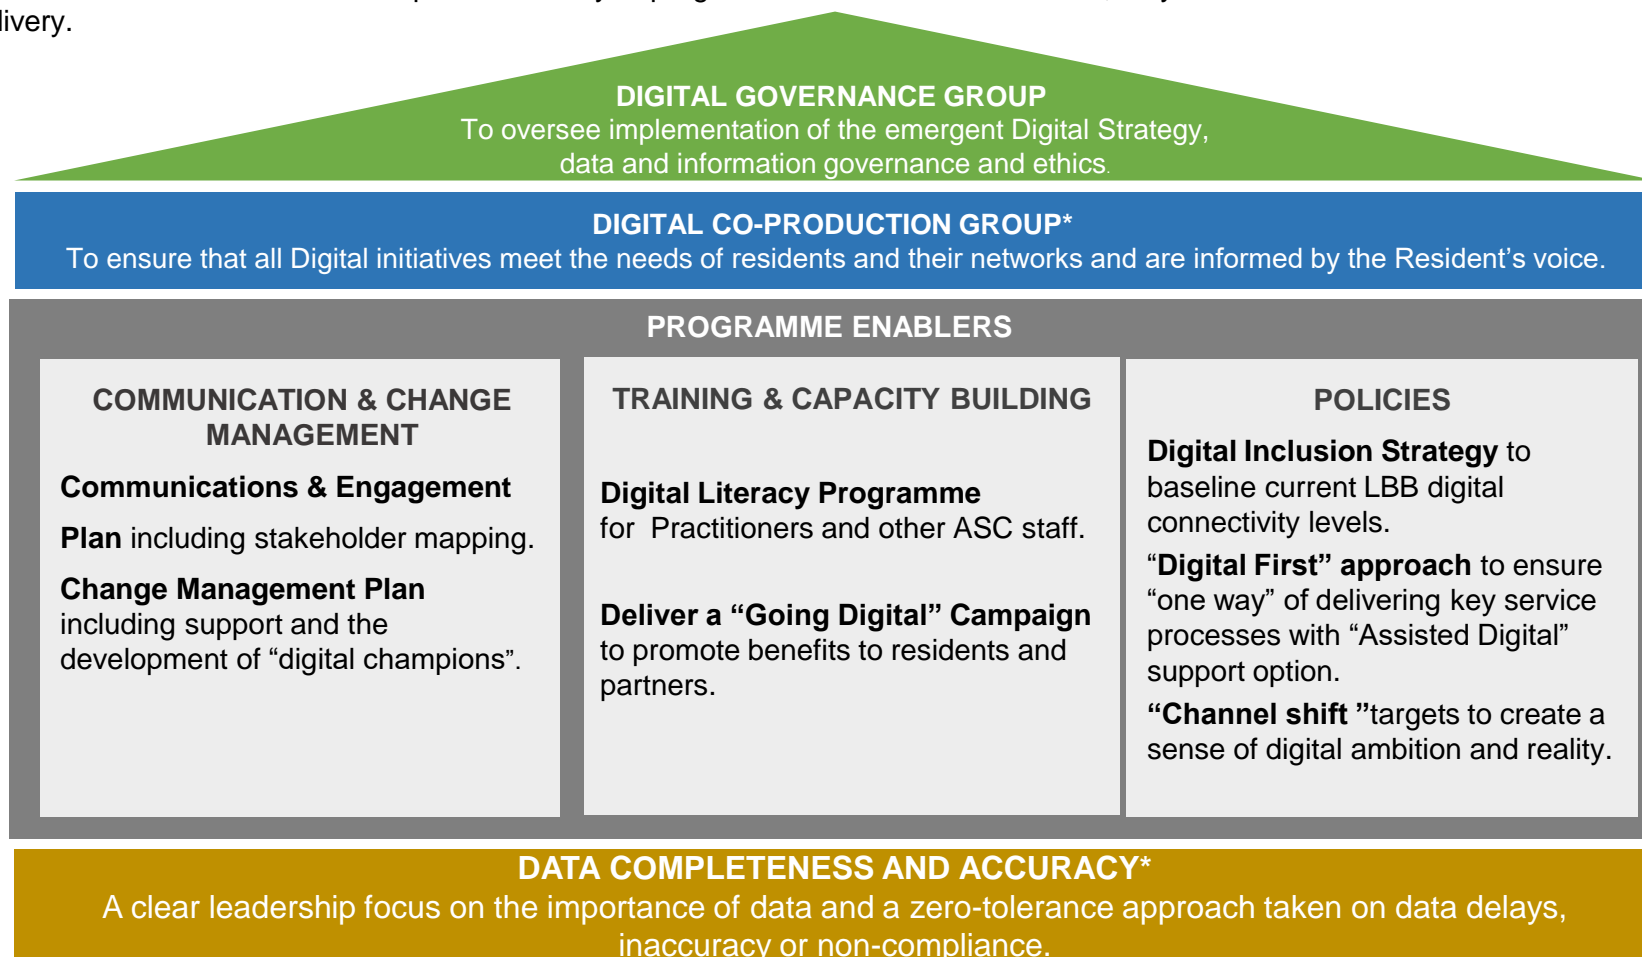 livery.
DIGITAL GOVERNANCE GROUP
To oversee implementation of the emergent Digital Strategy,
data and information governance and ethics.
DIGITAL CO-PRODUCTION GROUP*
To ensure that all Digital initiatives meet the needs of residents and their networks and are informed by the Resident’s voice.
PROGRAMME ENABLERS
COMMUNICATION & CHANGE
MANAGEMENT
Communications & Engagement
Plan including stakeholder mapping.
Change Management Plan
including support and the
development of “digital champions”.
TRAINING & CAPACITY BUILDING
Digital Literacy Programme
for  Practitioners and other ASC staff.
Deliver a “Going Digital” Campaign
to promote benefits to residents and
partners.
POLICIES
Digital Inclusion Strategy to
baseline current LBB digital
connectivity levels.
“Digital First” approach to ensure
“one way” of delivering key service
processes with “Assisted Digital”
support option.
“Channel shift ”targets to create a
sense of digital ambition and reality.
DATA COMPLETENESS AND ACCURACY*
A clear leadership focus on the importance of data and a zero-tolerance approach taken on data delays,
inaccuracy or non-compliance.